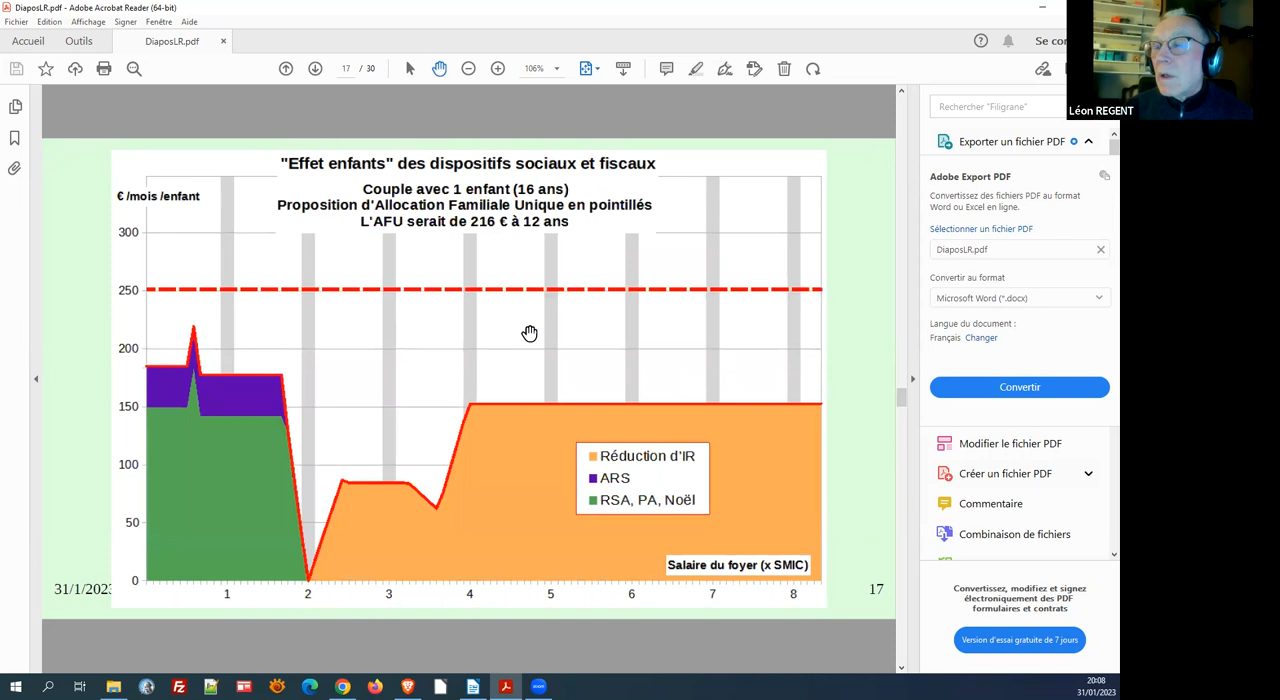 DiaposLR.pdf - Adobe Acrobat Reader (64-bit)
Fichier Edition Affichage Signer Fenêtre Aide
Accueil Outils DiaposLR.pdf × Se con
17 / 30 106%
Léon REGENT
"Effet enfants" des dispositifs sociaux et fiscaux
Couple avec 1 enfant (16 ans)
Proposition d'Allocation Familiale Unique en pointillés
L'AFU serait de 216 € à 12 ans
€ /mois /enfant
300
250
200
150
100
50
0
Réduction d'IR
ARS
RSA, PA, Noël
Salaire du foyer (x SMIC)
1 2 3 4 5 6 7 8
31/1/2023
17
Rechercher "Filigrane"
Exporter un fichier PDF
Adobe Export PDF
Convertissez des fichiers PDF au format
Word ou Excel en ligne.
Sélectionner un fichier PDF
DiaposLR.pdf
Convertir au format
Microsoft Word (*.docx)
Langue du document :
Français Changer
Convertir
Modifier le fichier PDF
Créer un fichier PDF
Commentaire
Combinaison de fichiers
Convertissez, modifiez et signez
électroniquement des PDF
formulaires et contrats
Version d'essai gratuite de 7 jours
20:08
31/01/2023